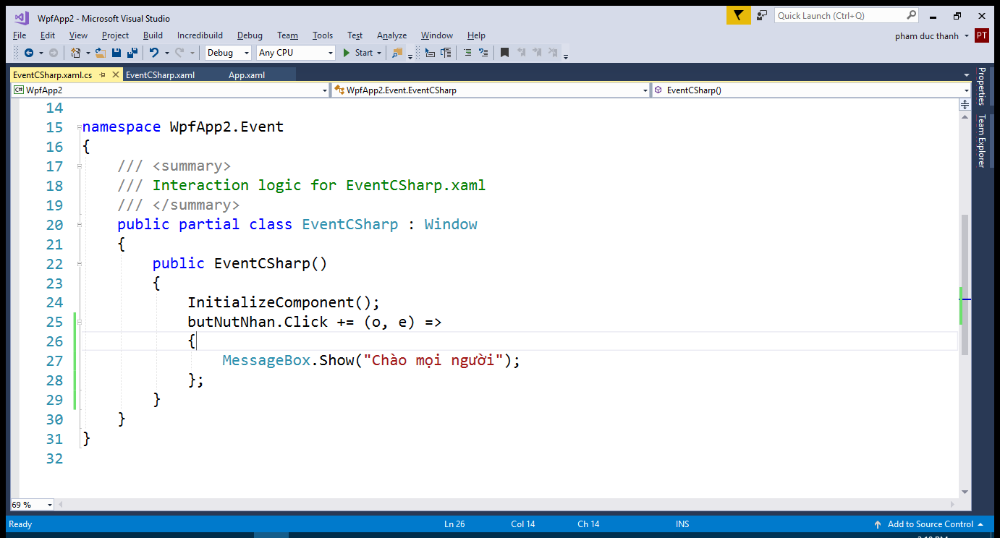 WpfApp2 - Microsoft Visual Studio
Quick Launch (Ctrl+Q)
File Edit View Project Build Incredibuild Debug Team Tools Test Analyze Window Help
pham duc thanh PT
Debug Any CPU Start
EventCSharp.xaml.cs EventCSharp.xaml App.xaml
C# WpfApp2 WpfApp2.Event.EventCSharp EventCSharp()
Properties
Team Explorer
14
15 namespace WpfApp2.Event
16 {
17 /// <summary>
18 /// Interaction logic for EventCSharp.xaml
19 /// </summary>
20 public partial class EventCSharp : Window
21 {
22 public EventCSharp()
23 {
24 InitializeComponent();
25 butNutNhan.Click += (o, e) =>
26 {
27 MessageBox.Show("Chào mọi người");
28 };
29 }
30 }
31 }
32
69 %
Ready Ln 26 Col 14 Ch 14 INS Add to Source Control